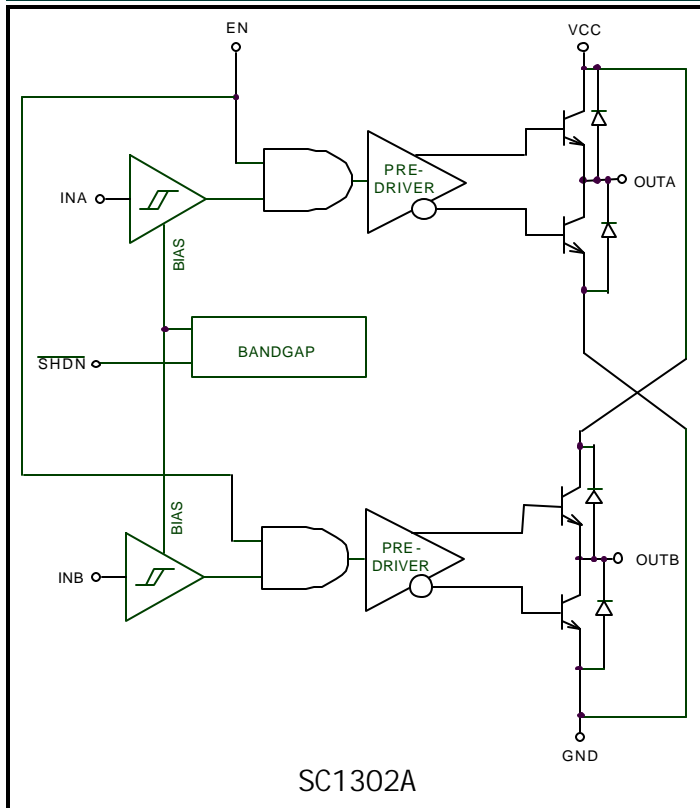 EN
VCC
PRE-
DRIVER
INA
OUTA
BIAS
BANDGAP
SHDN
BIAS
PRE-
DRIVER
INB
OUTB
GND
SC1302A